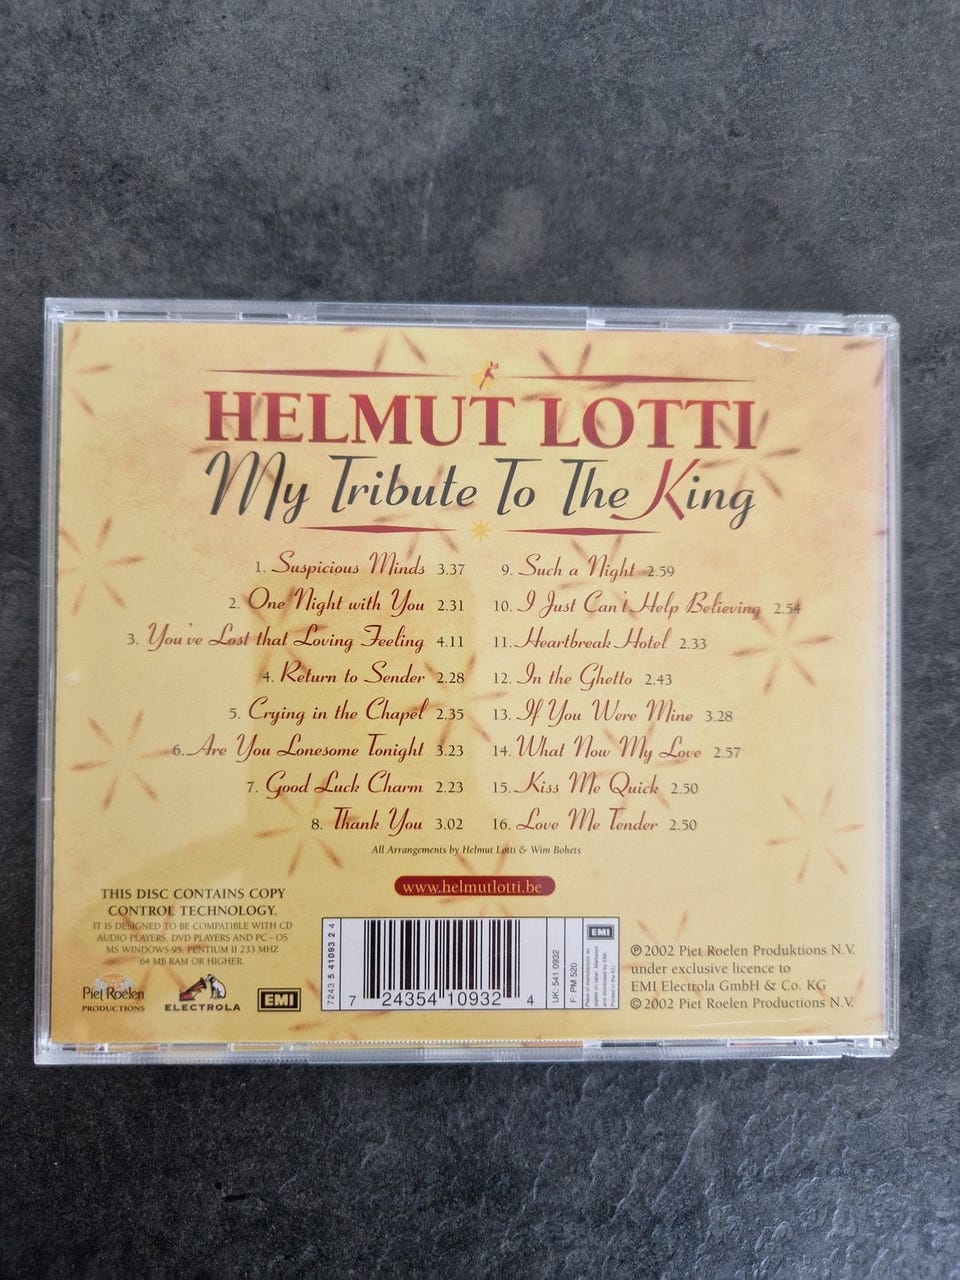 HELMUT LOTTI
My Tribute To The King
1. Suspicious Minds 3.37
2. One Night with You 2.31
3. You've Lost that Loving Feeling 4.11
4. Return to Sender 2.28
5. Crying in the Chapel 2.35
6. Are You Lonesome Tonight 3.23
7. Good Luck Charm 2.23
8. Thank You 3.02
9. Such a Night 2.59
10. I Just Can't Help Believing 2.54
11. Heartbreak Hotel 2.33
12. In the Ghetto 2.43
13. If You Were Mine 3.28
14. What Now My Love 2.57
15. Kiss Me Quick 2.50
16. Love Me Tender 2.50
All Arrangements by Helmut Lotti & Wim Bohets
www.helmutlotti.be
THIS DISC CONTAINS COPY
CONTROL TECHNOLOGY.
IT IS DESIGNED TO BE COMPATIBLE WITH CD
AUDIO PLAYERS, DVD PLAYERS AND PC - OS
MS WINDOWS 95, PENTIUM II 233 MHZ
64 MB RAM OR HIGHER.
Piet Roelen
PRODUCTIONS
ELECTROLA
EMI
7243 5 41093 2 4
7 24354 10932 4
UK: 541 0932
F: PM 520
EMI
℗ 2002 Piet Roelen Produktions N.V.
under exclusive licence to
EMI Electrola GmbH & Co. KG
© 2002 Piet Roelen Productions N.V.